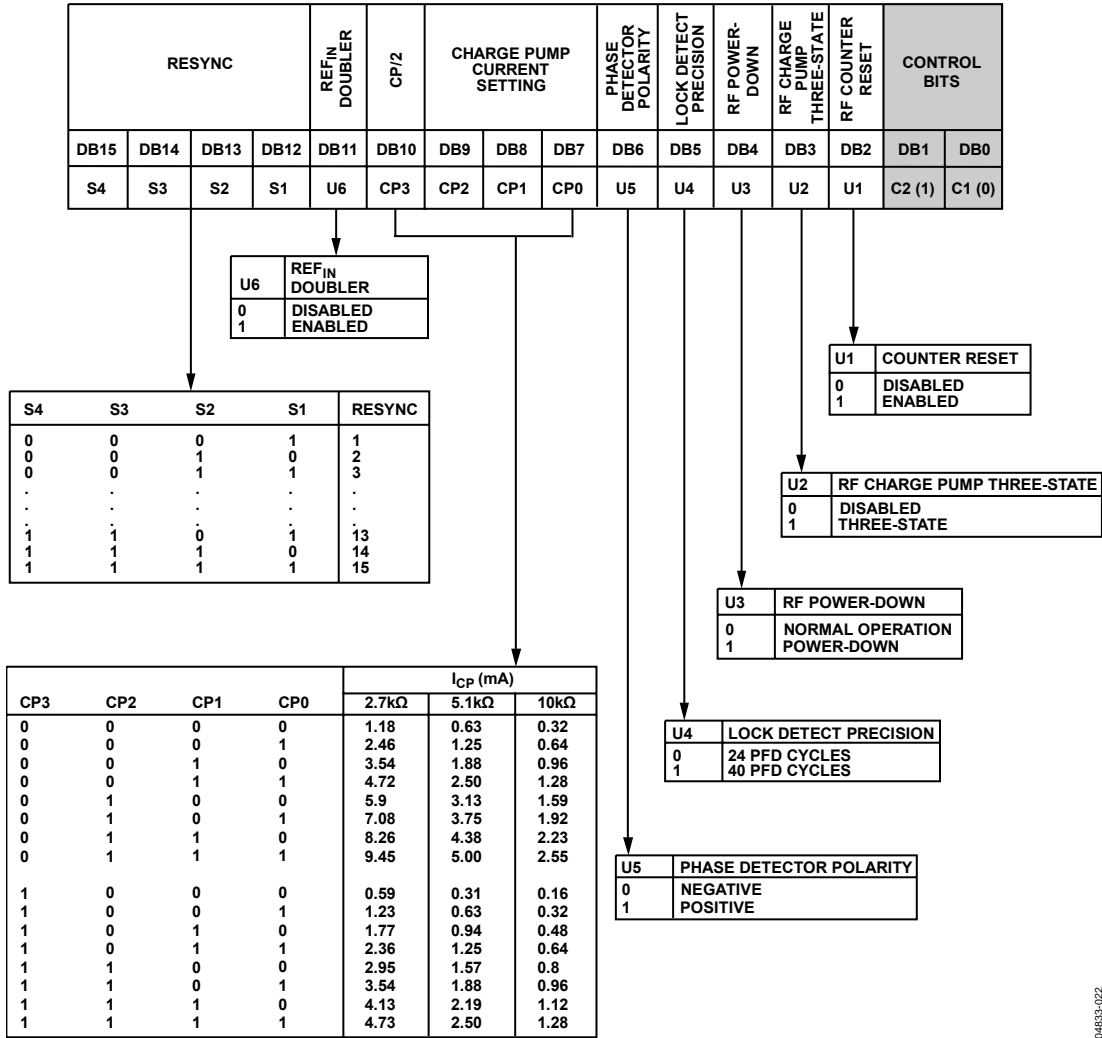 RESYNC
REFIN DOUBLER
CP/2
CHARGE PUMP
CURRENT
SETTING
PHASE
DETECTOR
POLARITY
LOCK DETECT
PRECISION
RF POWER-
DOWN
RF CHARGE
PUMP
THREE-STATE
RF COUNTER
RESET
CONTROL
BITS
DB15 DB14 DB13 DB12 DB11 DB10 DB9 DB8 DB7 DB6 DB5 DB4 DB3 DB2 DB1 DB0
S4 S3 S2 S1 U6 CP3 CP2 CP1 CP0 U5 U4 U3 U2 U1 C2 (1) C1 (0)
U6 REFIN DOUBLER
0 DISABLED
1 ENABLED
U1 COUNTER RESET
0 DISABLED
1 ENABLED
S4 S3 S2 S1 RESYNC
0 0 0 1 1
0 0 1 0 2
0 0 1 1 3
. . . . .
. . . . .
. . . . .
1 1 0 1 13
1 1 1 0 14
1 1 1 1 15
U2 RF CHARGE PUMP THREE-STATE
0 DISABLED
1 THREE-STATE
U3 RF POWER-DOWN
0 NORMAL OPERATION
1 POWER-DOWN
ICP (mA)
CP3 CP2 CP1 CP0 2.7kΩ 5.1kΩ 10kΩ
0 0 0 0 1.18 0.63 0.32
0 0 0 1 2.46 1.25 0.64
0 0 1 0 3.54 1.88 0.96
0 0 1 1 4.72 2.50 1.28
0 1 0 0 5.9 3.13 1.59
0 1 0 1 7.08 3.75 1.92
0 1 1 0 8.26 4.38 2.23
0 1 1 1 9.45 5.00 2.55
1 0 0 0 0.59 0.31 0.16
1 0 0 1 1.23 0.63 0.32
1 0 1 0 1.77 0.94 0.48
1 0 1 1 2.36 1.25 0.64
1 1 0 0 2.95 1.57 0.8
1 1 0 1 3.54 1.88 0.96
1 1 1 0 4.13 2.19 1.12
1 1 1 1 4.73 2.50 1.28
U4 LOCK DETECT PRECISION
0 24 PFD CYCLES
1 40 PFD CYCLES
U5 PHASE DETECTOR POLARITY
0 NEGATIVE
1 POSITIVE
04833-022